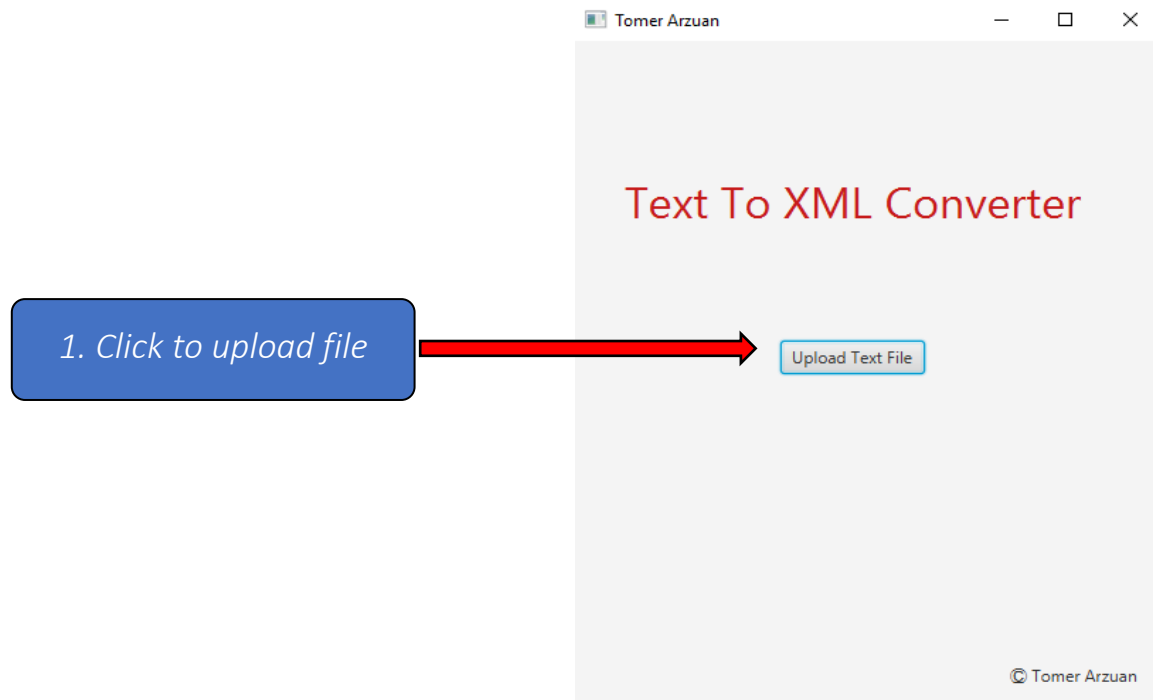 Tomer Arzuan
Text To XML Converter
1. Click to upload file
Upload Text File
© Tomer Arzuan